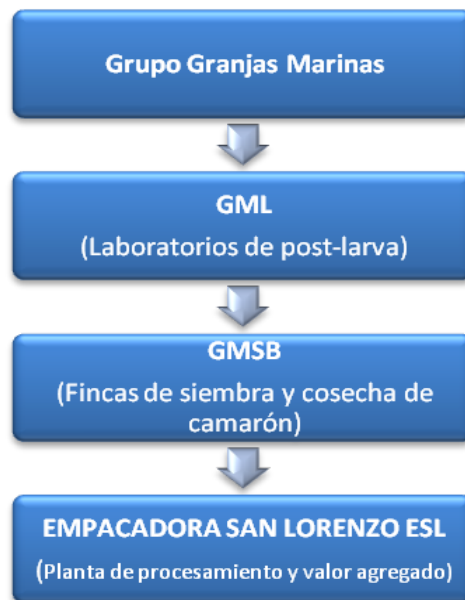 Grupo Granjas Marinas
GML
(Laboratorios de post-larva)
GMSB
(Fincas de siembra y cosecha de
camarón)
EMPACADORA SAN LORENZO ESL
(Planta de procesamiento y valor agregado)